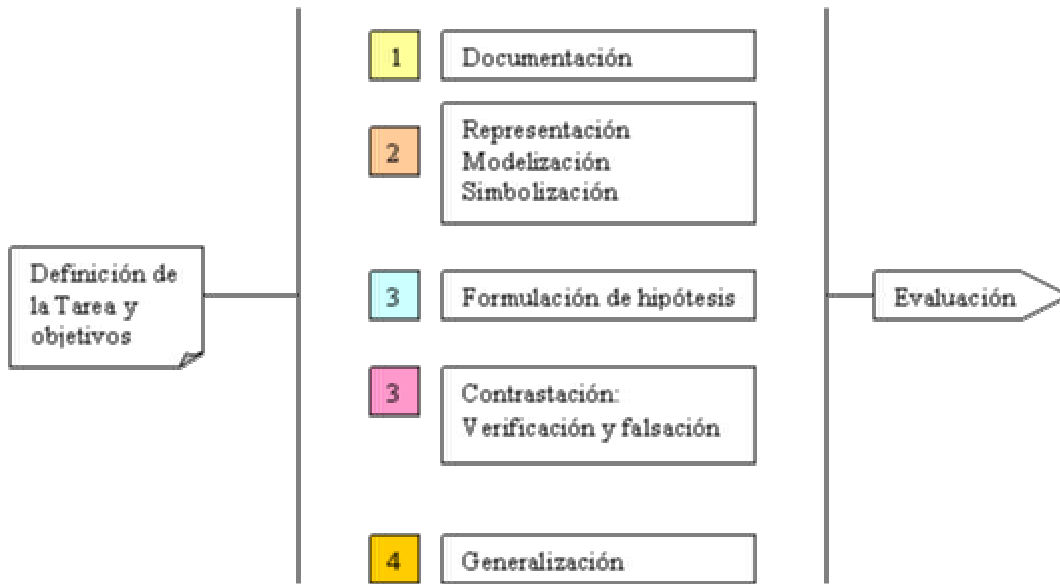 1
Documentación
2
Representación
Modelización
Simbolización
Definición de
la Tarea y
objetivos
3
Formulación de hipótesis
Evaluación
3
Contrastación:
Verificación y falsación
4
Generalización